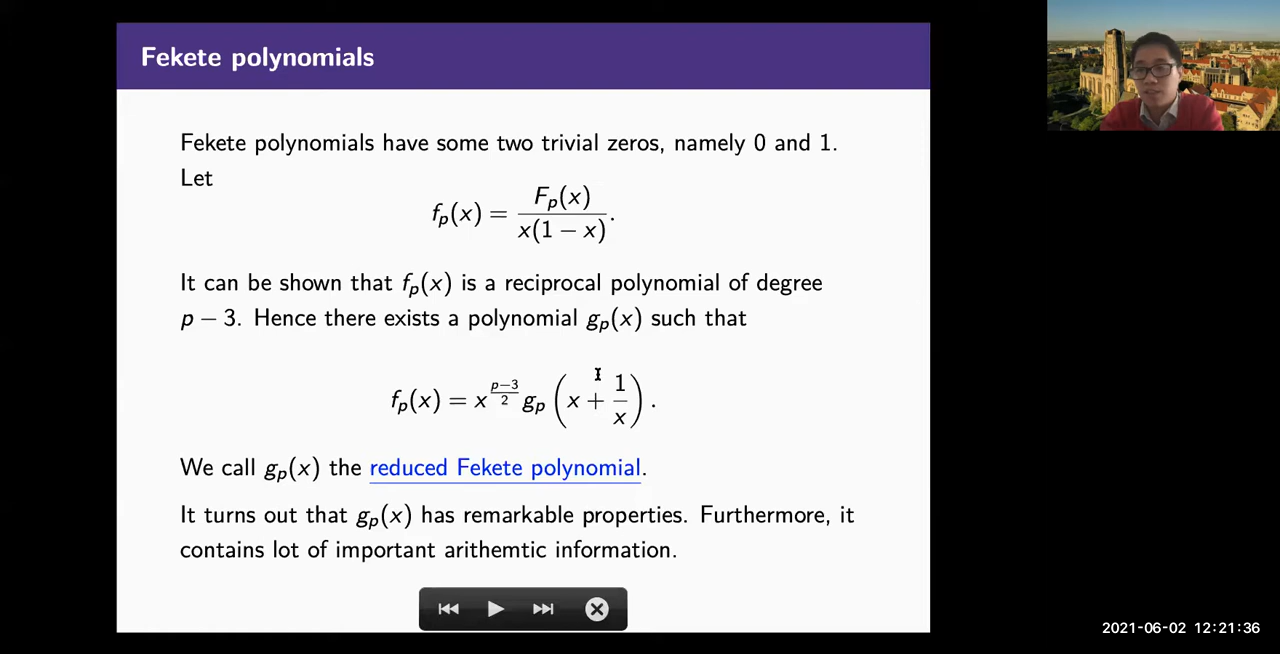 Fekete polynomials
Fekete polynomials have some two trivial zeros, namely 0 and 1.
Let
f_p(x) = F_p(x) / x(1 − x).
It can be shown that f_p(x) is a reciprocal polynomial of degree
p − 3. Hence there exists a polynomial g_p(x) such that
f_p(x) = x^{(p−3)/2} g_p (x + 1/x).
We call g_p(x) the reduced Fekete polynomial.
It turns out that g_p(x) has remarkable properties. Furthermore, it
contains lot of important arithemtic information.
2021-06-02 12:21:36